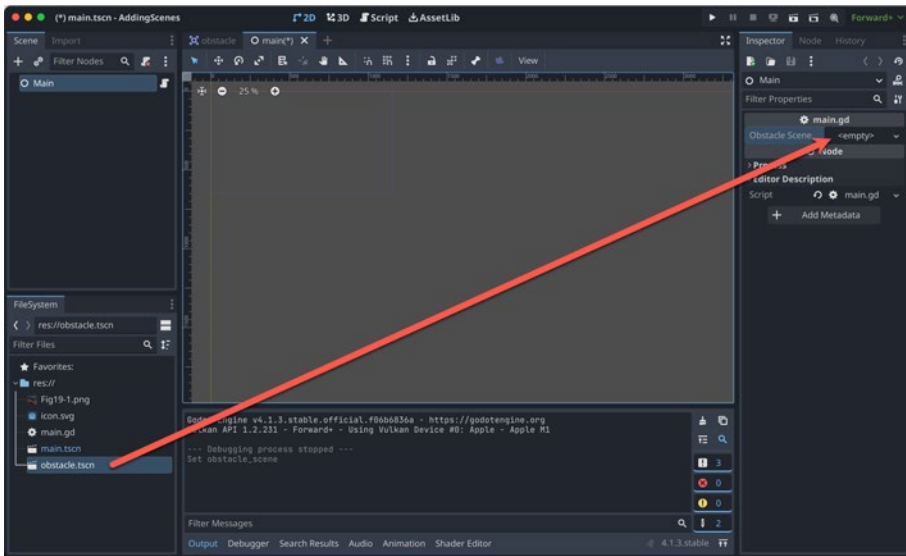 (*) main.tscn - AddingScenes
2D 3D Script AssetLib
Forward+
Scene Import
obstacle main(*)
Inspector Node History
Filter Nodes
View
Main
Main
25 %
Filter Properties
main.gd
Obstacle Scene <empty>
Node
Editor Description
Script main.gd
Add Metadata
FileSystem
res://obstacle.tscn
Filter Files
Favorites:
res://
Fig19-1.png
icon.svg
main.gd
main.tscn
obstacle.tscn
Godot Engine v4.1.3.stable.official.f06b6836a - https://godotengine.org
Vulkan API 1.2.231 - Forward+ - Using Vulkan Device #0: Apple - Apple M1
--- Debugging process stopped ---
Set obstacle_scene
3
0
0
2
Filter Messages
Output Debugger Search Results Audio Animation Shader Editor
4.1.3.stable